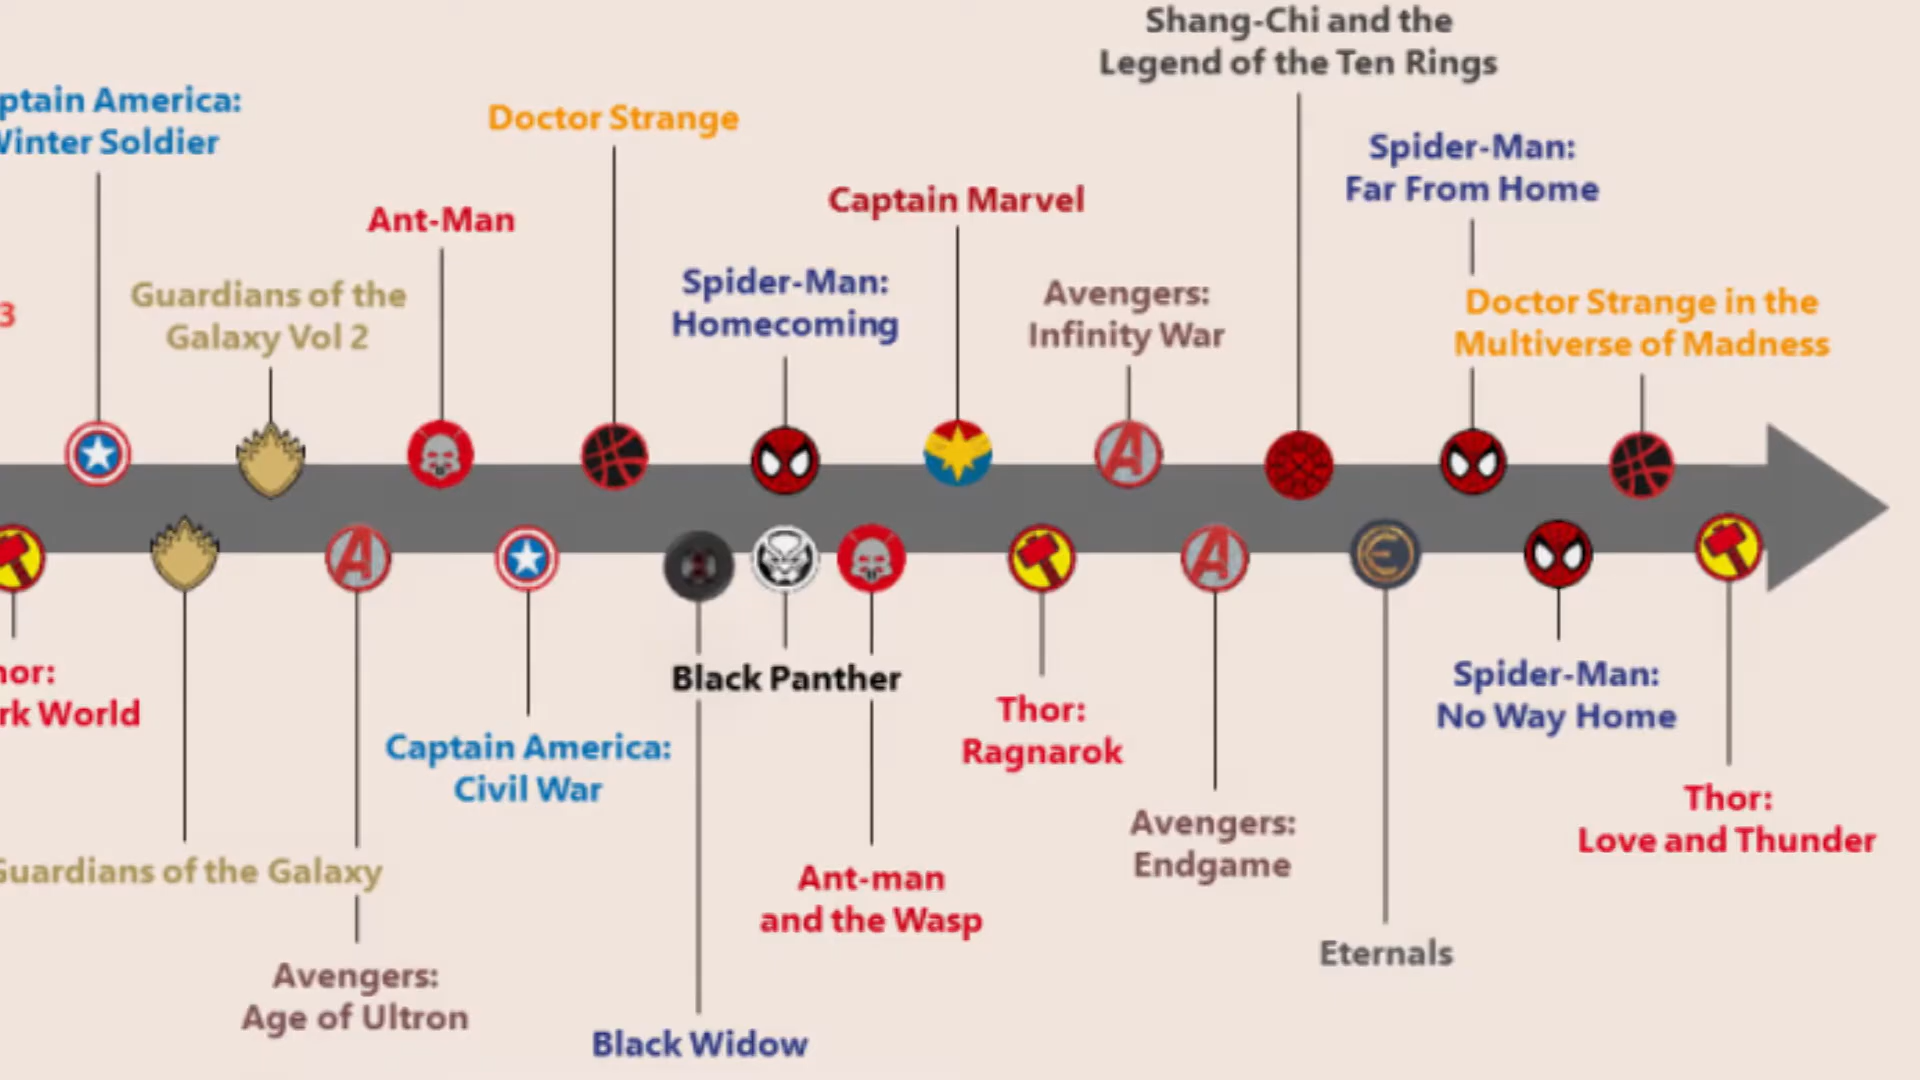 Shang-Chi and the
Legend of the Ten Rings
ptain America:
Winter Soldier
Doctor Strange
Spider-Man:
Far From Home
Ant-Man
Captain Marvel
3
Guardians of the
Galaxy Vol 2
Spider-Man:
Homecoming
Avengers:
Infinity War
Doctor Strange in the
Multiverse of Madness
hor:
rk World
Black Panther
Captain America:
Civil War
Thor:
Ragnarok
Spider-Man:
No Way Home
Thor:
Love and Thunder
Guardians of the Galaxy
Ant-man
and the Wasp
Avengers:
Endgame
Eternals
Avengers:
Age of Ultron
Black Widow